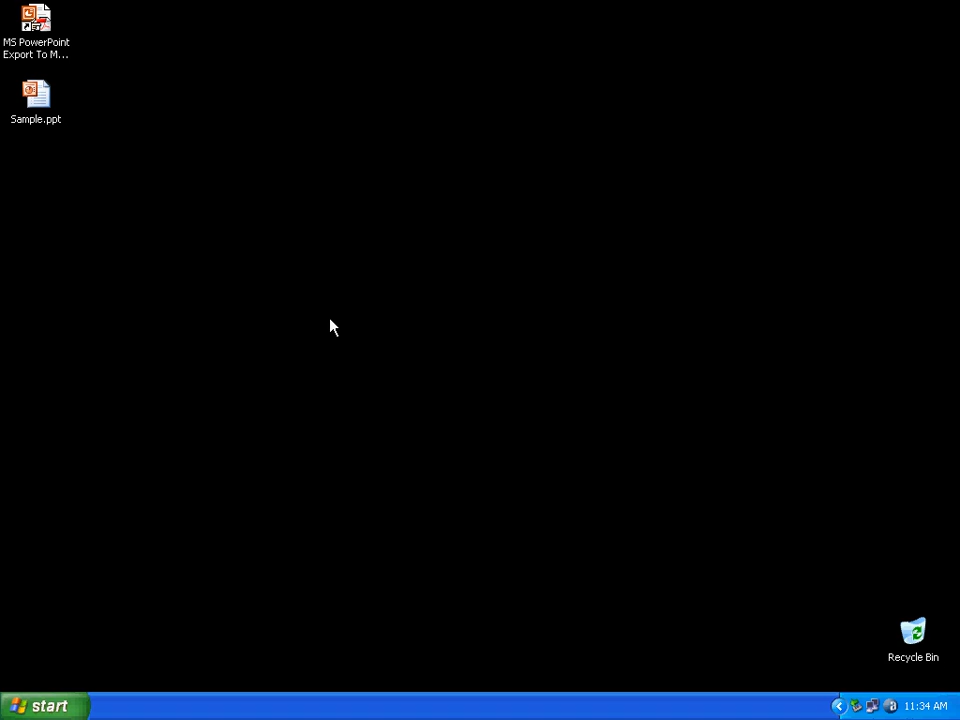 MS PowerPoint
Export To M...
Sample.ppt
Recycle Bin
start
11:34 AM